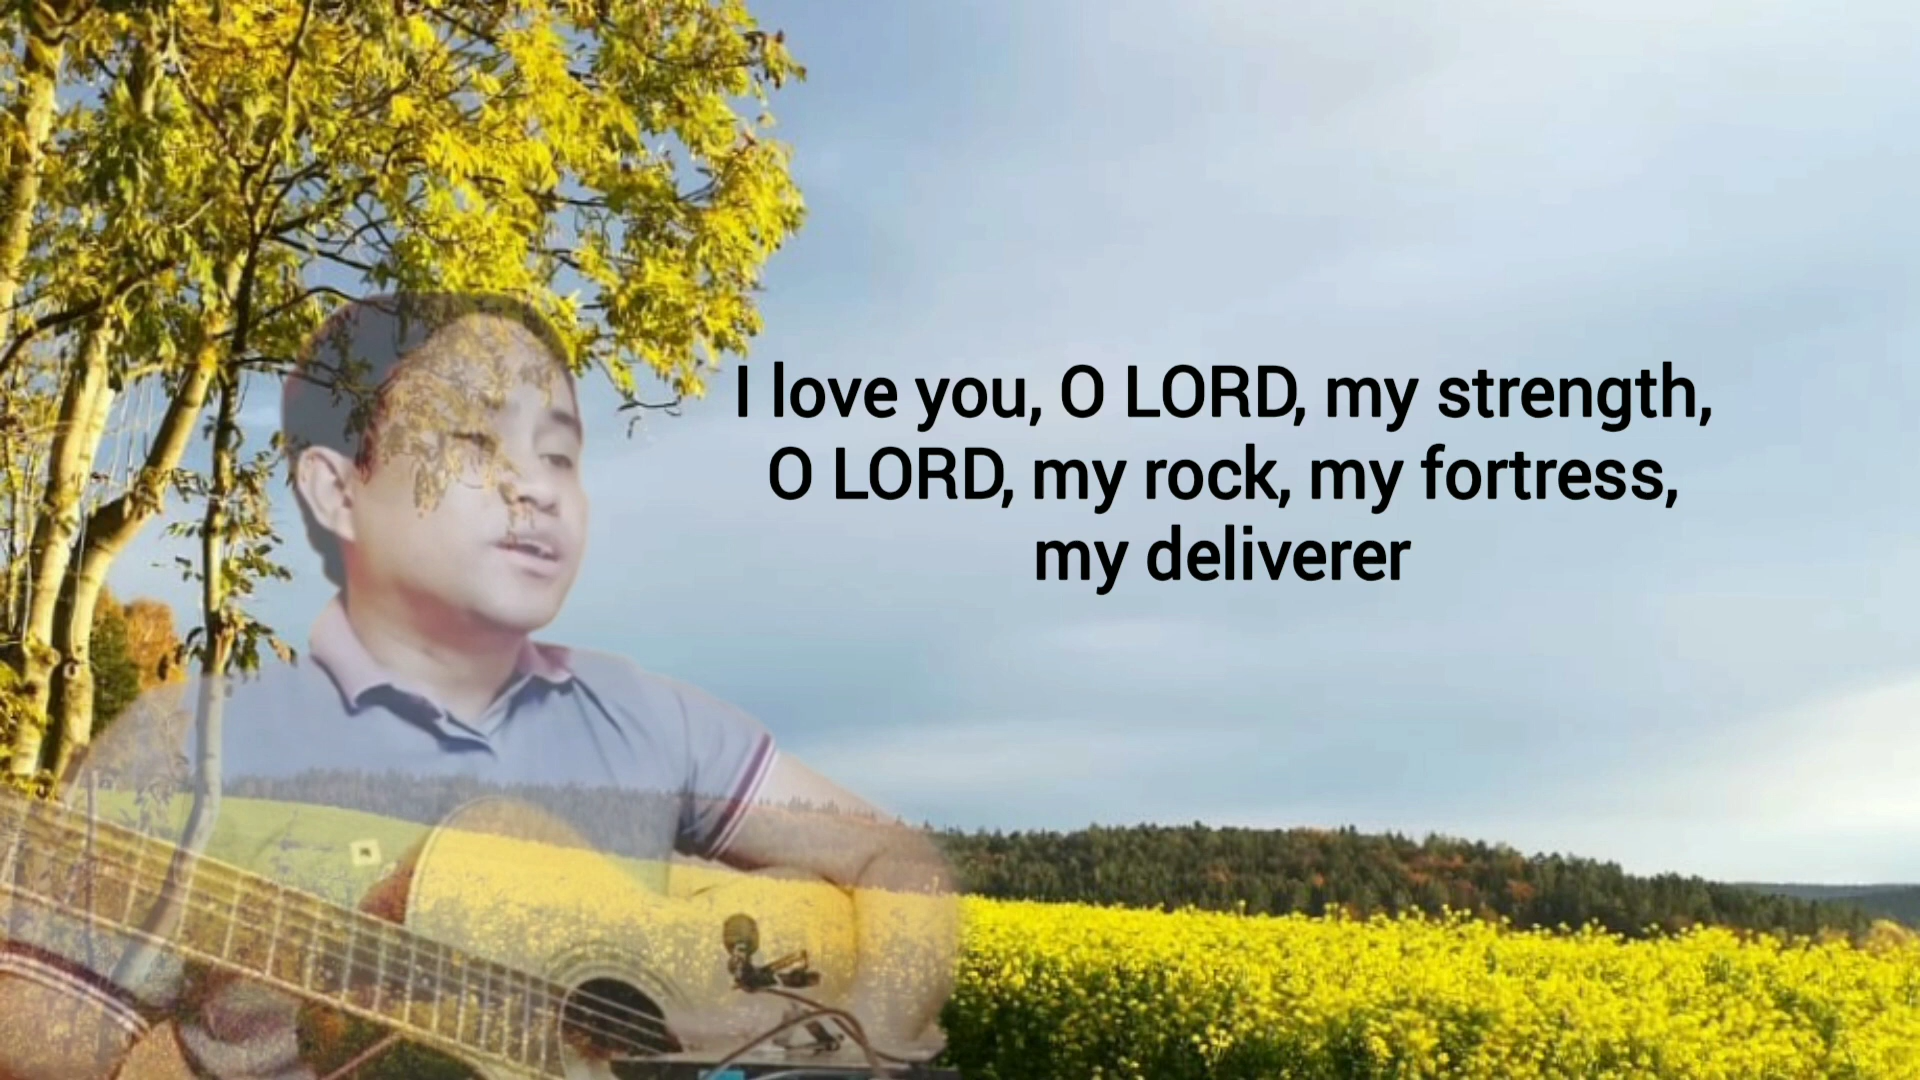 I love you, O LORD, my strength,
O LORD, my rock, my fortress,
my deliverer